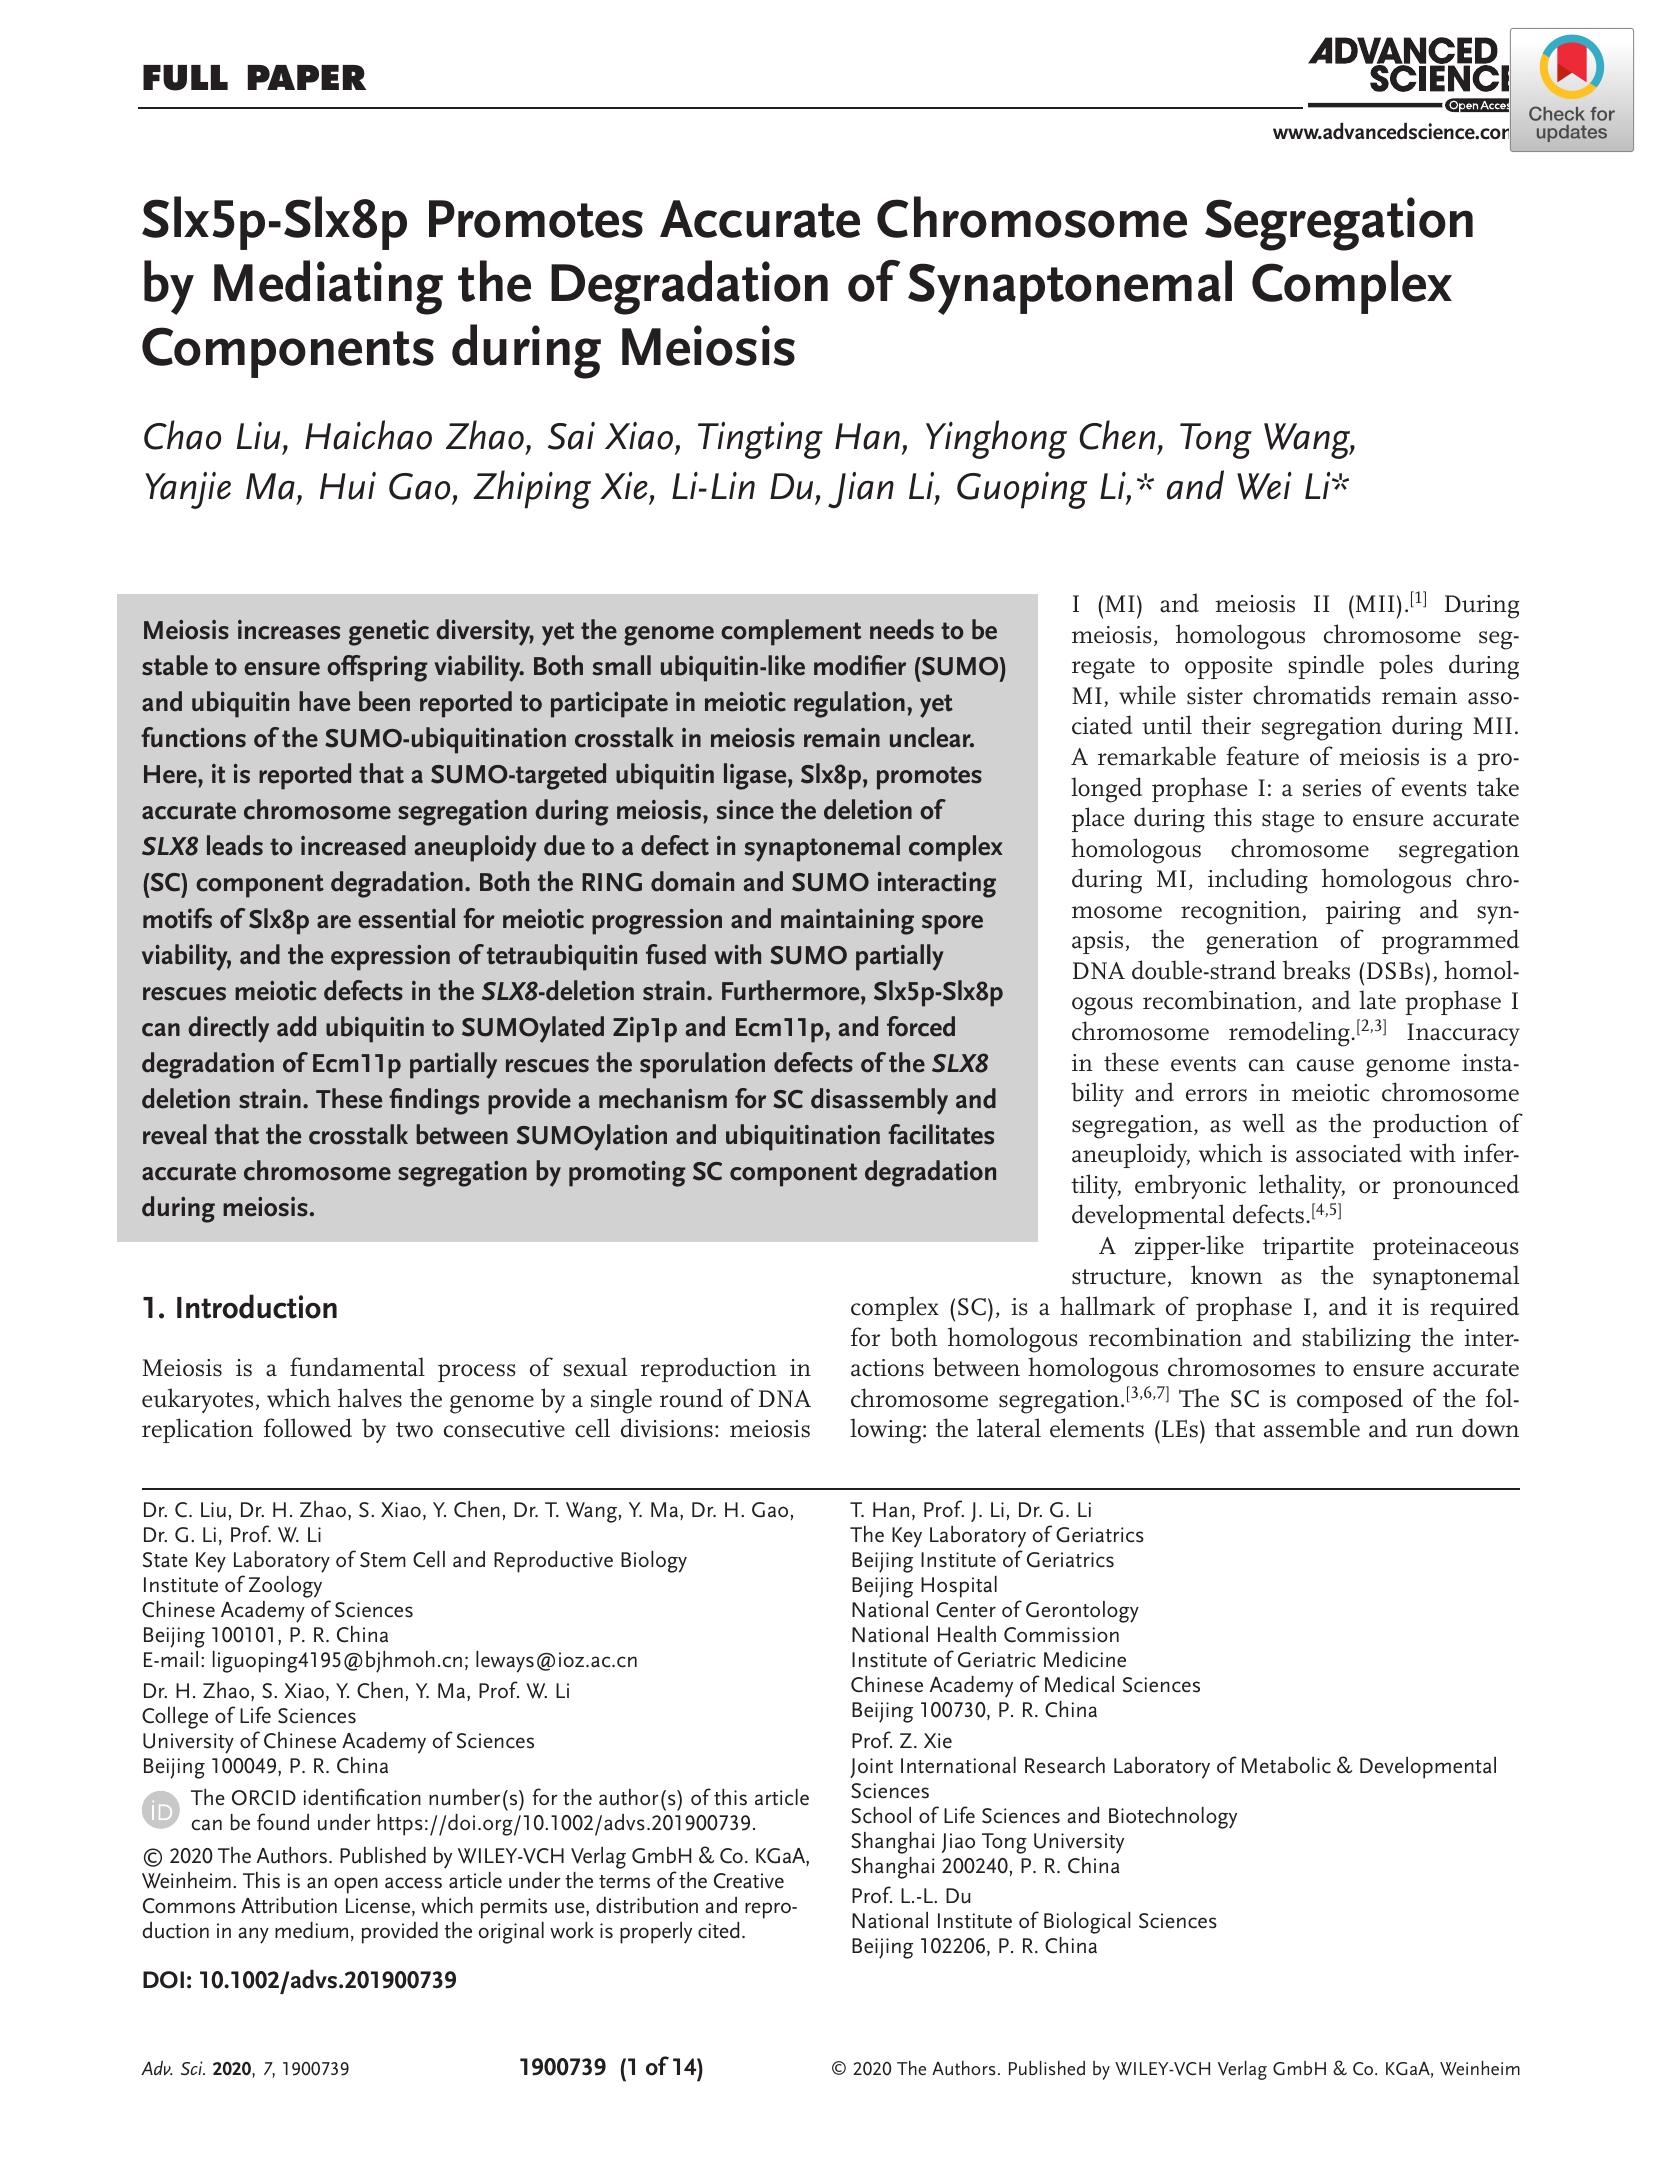 FULL PAPER
ADVANCED
SCIENCE
Open Access
www.advancedscience.com
Check for
updates
Slx5p-Slx8p Promotes Accurate Chromosome Segregation
by Mediating the Degradation of Synaptonemal Complex
Components during Meiosis
Chao Liu, Haichao Zhao, Sai Xiao, Tingting Han, Yinghong Chen, Tong Wang,
Yanjie Ma, Hui Gao, Zhiping Xie, Li-Lin Du, Jian Li, Guoping Li,* and Wei Li*
Meiosis increases genetic diversity, yet the genome complement needs to be
stable to ensure offspring viability. Both small ubiquitin-like modifier (SUMO)
and ubiquitin have been reported to participate in meiotic regulation, yet
functions of the SUMO-ubiquitination crosstalk in meiosis remain unclear.
Here, it is reported that a SUMO-targeted ubiquitin ligase, Slx8p, promotes
accurate chromosome segregation during meiosis, since the deletion of
SLX8 leads to increased aneuploidy due to a defect in synaptonemal complex
(SC) component degradation. Both the RING domain and SUMO interacting
motifs of Slx8p are essential for meiotic progression and maintaining spore
viability, and the expression of tetraubiquitin fused with SUMO partially
rescues meiotic defects in the SLX8-deletion strain. Furthermore, Slx5p-Slx8p
can directly add ubiquitin to SUMOylated Zip1p and Ecm11p, and forced
degradation of Ecm11p partially rescues the sporulation defects of the SLX8
deletion strain. These findings provide a mechanism for SC disassembly and
reveal that the crosstalk between SUMOylation and ubiquitination facilitates
accurate chromosome segregation by promoting SC component degradation
during meiosis.
1. Introduction
Meiosis is a fundamental process of sexual reproduction in
eukaryotes, which halves the genome by a single round of DNA
replication followed by two consecutive cell divisions: meiosis
I (MI) and meiosis II (MII).[1] During
meiosis, homologous chromosome seg-
regate to opposite spindle poles during
MI, while sister chromatids remain asso-
ciated until their segregation during MII.
A remarkable feature of meiosis is a pro-
longed prophase I: a series of events take
place during this stage to ensure accurate
homologous chromosome segregation
during MI, including homologous chro-
mosome recognition, pairing and syn-
apsis, the generation of programmed
DNA double-strand breaks (DSBs), homol-
ogous recombination, and late prophase I
chromosome remodeling.[2,3] Inaccuracy
in these events can cause genome insta-
bility and errors in meiotic chromosome
segregation, as well as the production of
aneuploidy, which is associated with infer-
tility, embryonic lethality, or pronounced
developmental defects.[4,5]
A zipper-like tripartite proteinaceous
structure, known as the synaptonemal
complex (SC), is a hallmark of prophase I, and it is required
for both homologous recombination and stabilizing the inter-
actions between homologous chromosomes to ensure accurate
chromosome segregation.[3,6,7] The SC is composed of the fol-
lowing: the lateral elements (LEs) that assemble and run down
Dr. C. Liu, Dr. H. Zhao, S. Xiao, Y. Chen, Dr. T. Wang, Y. Ma, Dr. H. Gao,
Dr. G. Li, Prof. W. Li
State Key Laboratory of Stem Cell and Reproductive Biology
Institute of Zoology
Chinese Academy of Sciences
Beijing 100101, P. R. China
E-mail: liguoping4195@bjhmoh.cn; leways@ioz.ac.cn
Dr. H. Zhao, S. Xiao, Y. Chen, Y. Ma, Prof. W. Li
College of Life Sciences
University of Chinese Academy of Sciences
Beijing 100049, P. R. China
iD
The ORCID identification number(s) for the author(s) of this article
can be found under https://doi.org/10.1002/advs.201900739.
© 2020 The Authors. Published by WILEY-VCH Verlag GmbH & Co. KGaA,
Weinheim. This is an open access article under the terms of the Creative
Commons Attribution License, which permits use, distribution and repro-
duction in any medium, provided the original work is properly cited.
DOI: 10.1002/advs.201900739
T. Han, Prof. J. Li, Dr. G. Li
The Key Laboratory of Geriatrics
Beijing Institute of Geriatrics
Beijing Hospital
National Center of Gerontology
National Health Commission
Institute of Geriatric Medicine
Chinese Academy of Medical Sciences
Beijing 100730, P. R. China
Prof. Z. Xie
Joint International Research Laboratory of Metabolic & Developmental
Sciences
School of Life Sciences and Biotechnology
Shanghai Jiao Tong University
Shanghai 200240, P. R. China
Prof. L.-L. Du
National Institute of Biological Sciences
Beijing 102206, P. R. China
Adv. Sci. 2020, 7, 1900739
1900739 (1 of 14)
© 2020 The Authors. Published by WILEY-VCH Verlag GmbH & Co. KGaA, Weinheim